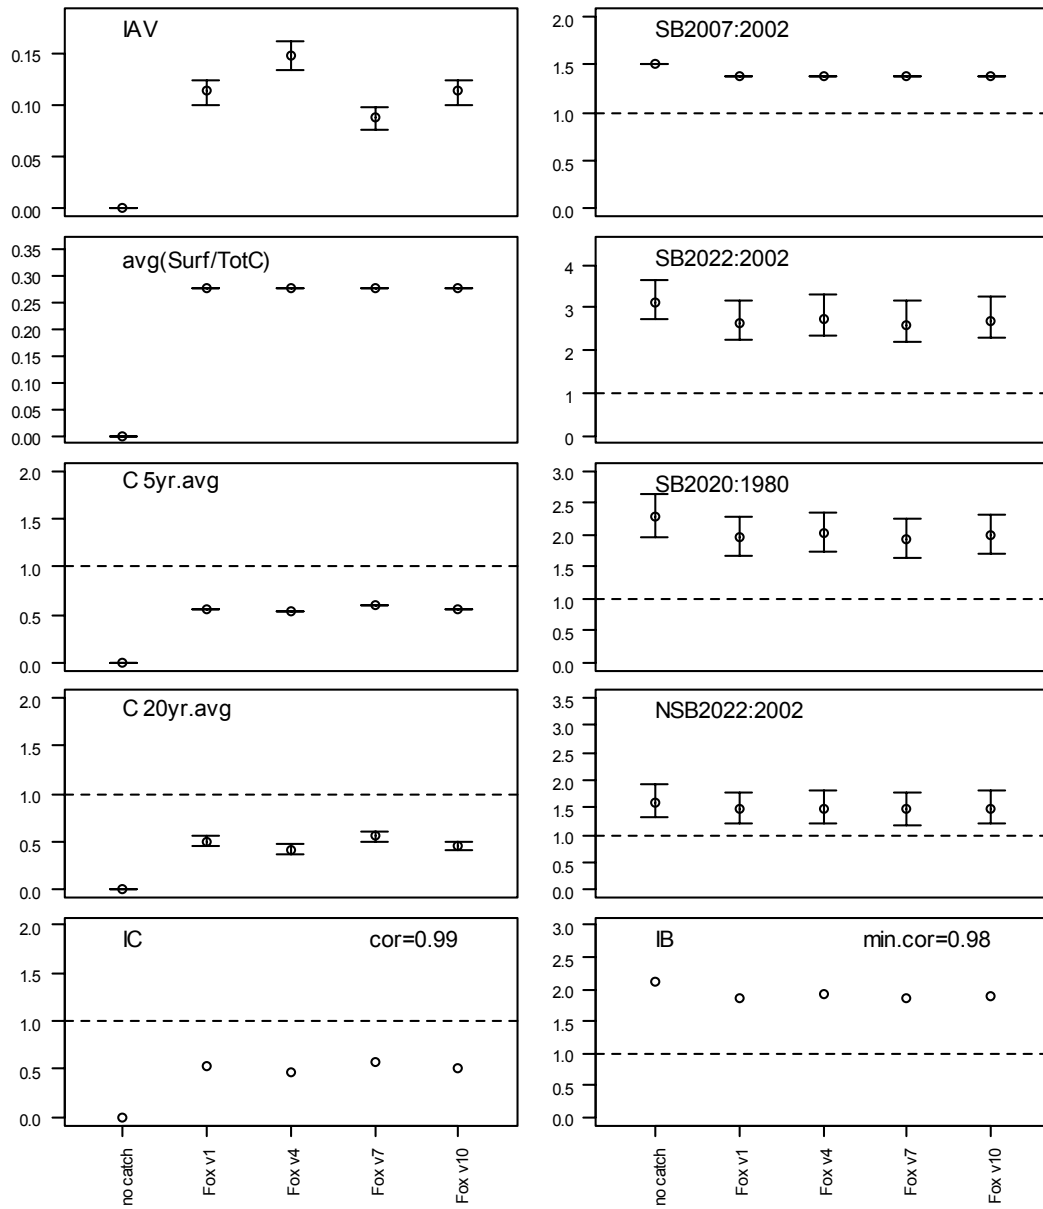 IAV
0.15
0.10
0.05
0.00
SB2007:2002
2.0
1.5
1.0
0.5
0.0
avg(Surf/TotC)
0.35
0.30
0.25
0.20
0.15
0.10
0.05
0.00
SB2022:2002
4
3
2
1
0
C 5yr.avg
2.0
1.5
1.0
0.5
0.0
SB2020:1980
3.0
2.5
2.0
1.5
1.0
0.5
0.0
C 20yr.avg
2.0
1.5
1.0
0.5
0.0
NSB2022:2002
3.5
3.0
2.5
2.0
1.5
1.0
0.5
0.0
IC cor=0.99
2.0
1.5
1.0
0.5
0.0
no catch
Fox v1
Fox v4
Fox v7
Fox v10
IB min.cor=0.98
3.0
2.5
2.0
1.5
1.0
0.5
0.0
no catch
Fox v1
Fox v4
Fox v7
Fox v10